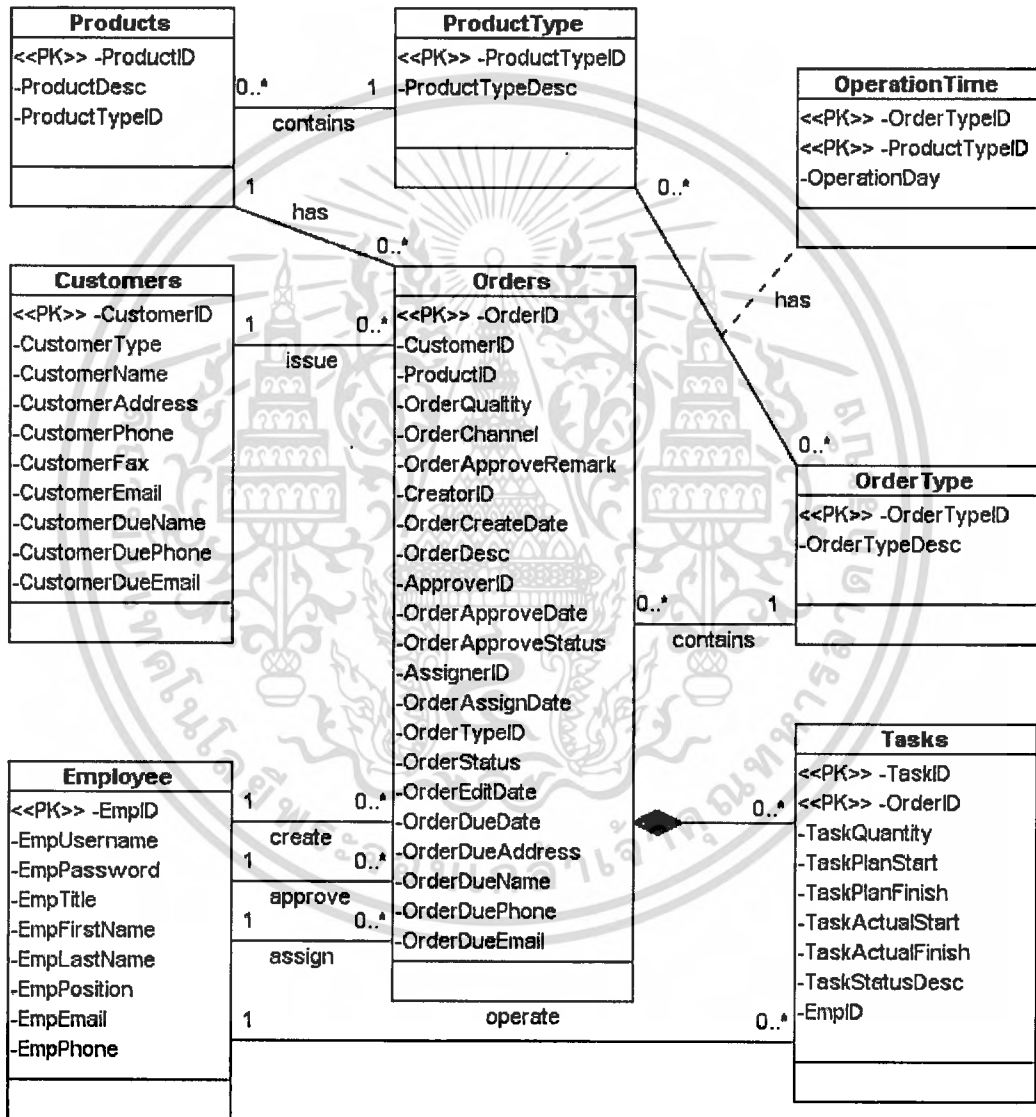 Products
<<PK>> -ProductID
-ProductDesc
-ProductTypeID
0..*
1
contains
ProductType
<<PK>> -ProductTypeID
-ProductTypeDesc
OperationTime
<<PK>> -OrderTypeID
<<PK>> -ProductTypeID
-OperationDay
1
has
0..*
0..*
has
0..*
Customers
<<PK>> -CustomerID
-CustomerType
-CustomerName
-CustomerAddress
-CustomerPhone
-CustomerFax
-CustomerEmail
-CustomerDueName
-CustomerDuePhone
-CustomerDueEmail
1
0..*
issue
Orders
<<PK>> -OrderID
-CustomerID
-ProductID
-OrderQualtity
-OrderChannel
-OrderApproveRemark
-CreatorID
-OrderCreateDate
-OrderDesc
-ApproverID
-OrderApproveDate
-OrderApproveStatus
-AssignerID
-OrderAssignDate
-OrderTypeID
-OrderStatus
-OrderEditDate
-OrderDueDate
-OrderDueAddress
-OrderDueName
-OrderDuePhone
-OrderDueEmail
OrderType
<<PK>> -OrderTypeID
-OrderTypeDesc
0..*
1
contains
Employee
<<PK>> -EmpID
-EmpUsername
-EmpPassword
-EmpTitle
-EmpFirstName
-EmpLastName
-EmpPosition
-EmpEmail
-EmpPhone
1
0..*
create
1
0..*
approve
1
0..*
assign
1
operate
0..*
Tasks
<<PK>> -TaskID
<<PK>> -OrderID
-TaskQuantity
-TaskPlanStart
-TaskPlanFinish
-TaskActualStart
-TaskActualFinish
-TaskStatusDesc
-EmpID
0..*